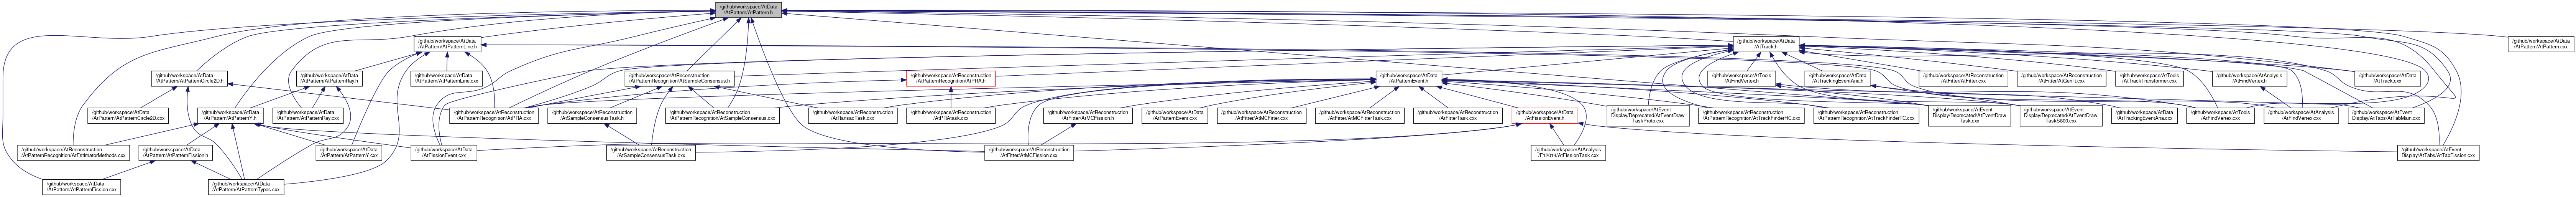 /github/workspace/AtData
/AtPattern/AtPattern.h
/github/workspace/AtData
/AtPattern/AtPatternLine.h
/github/workspace/AtData
/AtTrack.h
/github/workspace/AtData
/AtPattern/AtPattern.cxx
/github/workspace/AtData
/AtPattern/AtPatternCircle2D.h
/github/workspace/AtData
/AtPattern/AtPatternRay.h
/github/workspace/AtData
/AtPattern/AtPatternLine.cxx
/github/workspace/AtReconstruction
/AtPatternRecognition/AtSampleConsensus.h
/github/workspace/AtReconstruction
/AtPatternRecognition/AtPRA.h
/github/workspace/AtData
/AtPatternEvent.h
/github/workspace/AtTools
/AtFindVertex.h
/github/workspace/AtData
/AtTrackingEventAna.h
/github/workspace/AtReconstruction
/AtFitter/AtFitter.cxx
/github/workspace/AtReconstruction
/AtFitter/AtGenfit.cxx
/github/workspace/AtTools
/AtTrackTransformer.cxx
/github/workspace/AtAnalysis
/AtFindVertex.h
/github/workspace/AtData
/AtTrack.cxx
/github/workspace/AtData
/AtPattern/AtPatternCircle2D.cxx
/github/workspace/AtData
/AtPattern/AtPatternY.h
/github/workspace/AtData
/AtPattern/AtPatternRay.cxx
/github/workspace/AtReconstruction
/AtPatternRecognition/AtPRA.cxx
/github/workspace/AtReconstruction
/AtSampleConsensusTask.h
/github/workspace/AtReconstruction
/AtPatternRecognition/AtSampleConsensus.cxx
/github/workspace/AtReconstruction
/AtRansacTask.cxx
/github/workspace/AtReconstruction
/AtPRAtask.cxx
/github/workspace/AtReconstruction
/AtFitter/AtMCFission.h
/github/workspace/AtData
/AtPatternEvent.cxx
/github/workspace/AtReconstruction
/AtFitter/AtMCFitter.cxx
/github/workspace/AtReconstruction
/AtFitter/AtMCFitterTask.cxx
/github/workspace/AtReconstruction
/AtFitterTask.cxx
/github/workspace/AtData
/AtFissionEvent.h
/github/workspace/AtEvent
Display/Deprecated/AtEventDraw
TaskProto.cxx
/github/workspace/AtReconstruction
/AtPatternRecognition/AtTrackFinderHC.cxx
/github/workspace/AtReconstruction
/AtPatternRecognition/AtTrackFinderTC.cxx
/github/workspace/AtEvent
Display/Deprecated/AtEventDraw
Task.cxx
/github/workspace/AtEvent
Display/Deprecated/AtEventDraw
TaskS800.cxx
/github/workspace/AtData
/AtTrackingEventAna.cxx
/github/workspace/AtTools
/AtFindVertex.cxx
/github/workspace/AtAnalysis
/AtFindVertex.cxx
/github/workspace/AtEvent
Display/AtTabs/AtTabMain.cxx
/github/workspace/AtReconstruction
/AtPatternRecognition/AtEstimatorMethods.cxx
/github/workspace/AtData
/AtPattern/AtPatternFission.h
/github/workspace/AtData
/AtPattern/AtPatternY.cxx
/github/workspace/AtData
/AtFissionEvent.cxx
/github/workspace/AtReconstruction
/AtSampleConsensusTask.cxx
/github/workspace/AtReconstruction
/AtFitter/AtMCFission.cxx
/github/workspace/AtAnalysis
/E12014/AtFissionTask.cxx
/github/workspace/AtEvent
Display/AtTabs/AtTabFission.cxx
/github/workspace/AtData
/AtPattern/AtPatternFission.cxx
/github/workspace/AtData
/AtPattern/AtPatternTypes.cxx